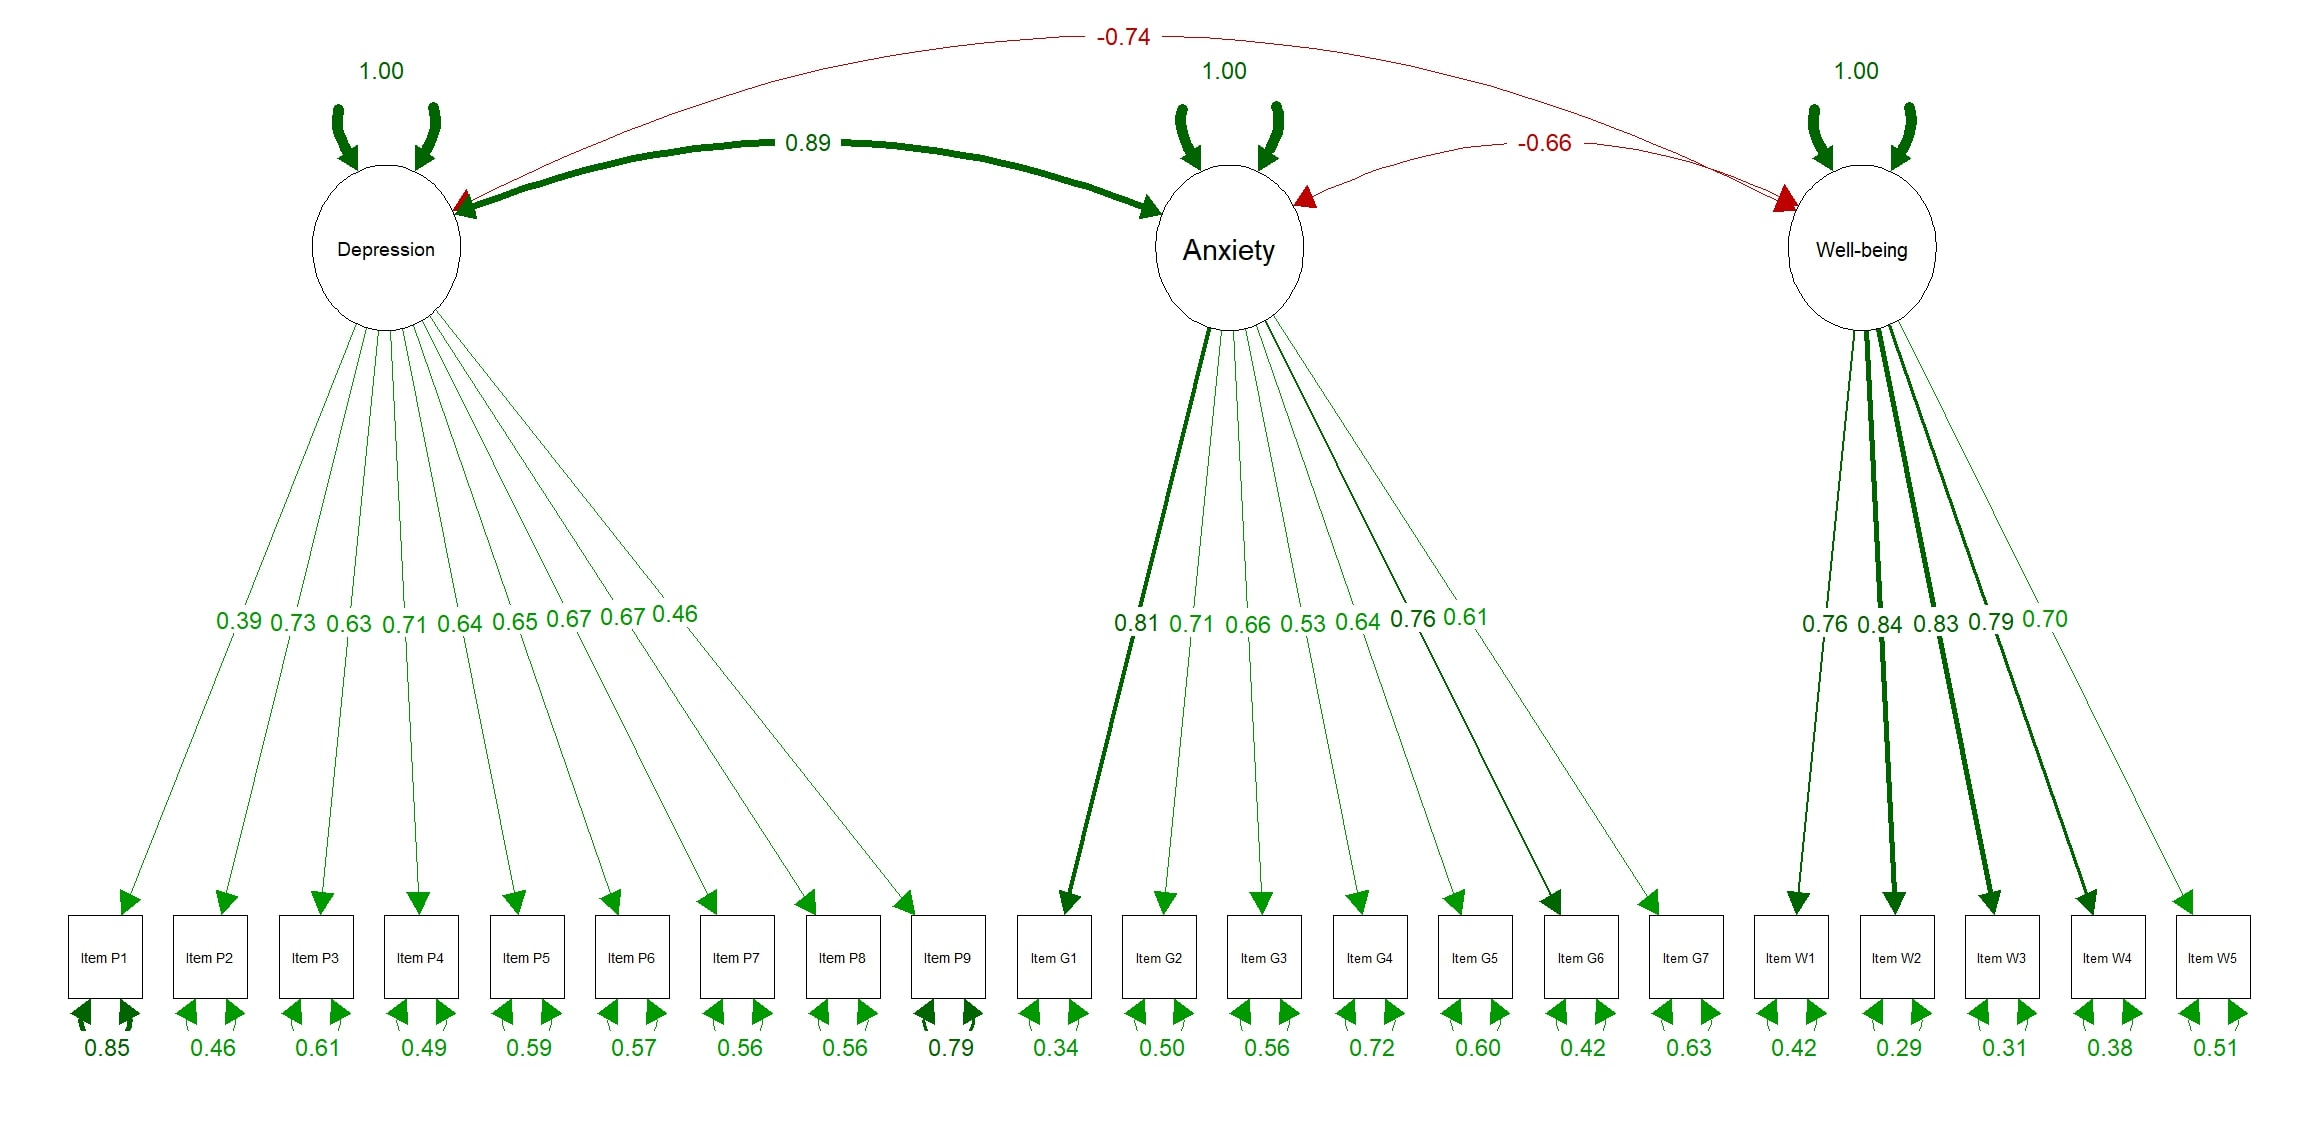 -0.74
1.00 1.00 1.00
0.89 -0.66
Depression Anxiety Well-being
0.39 0.73 0.63 0.71 0.64 0.65 0.67 0.67 0.46 0.81 0.71 0.66 0.53 0.64 0.76 0.61 0.76 0.84 0.83 0.79 0.70
Item P1 Item P2 Item P3 Item P4 Item P5 Item P6 Item P7 Item P8 Item P9 Item G1 Item G2 Item G3 Item G4 Item G5 Item G6 Item G7 Item W1 Item W2 Item W3 Item W4 Item W5
0.85 0.46 0.61 0.49 0.59 0.57 0.56 0.56 0.79 0.34 0.50 0.56 0.72 0.60 0.42 0.63 0.42 0.29 0.31 0.38 0.51